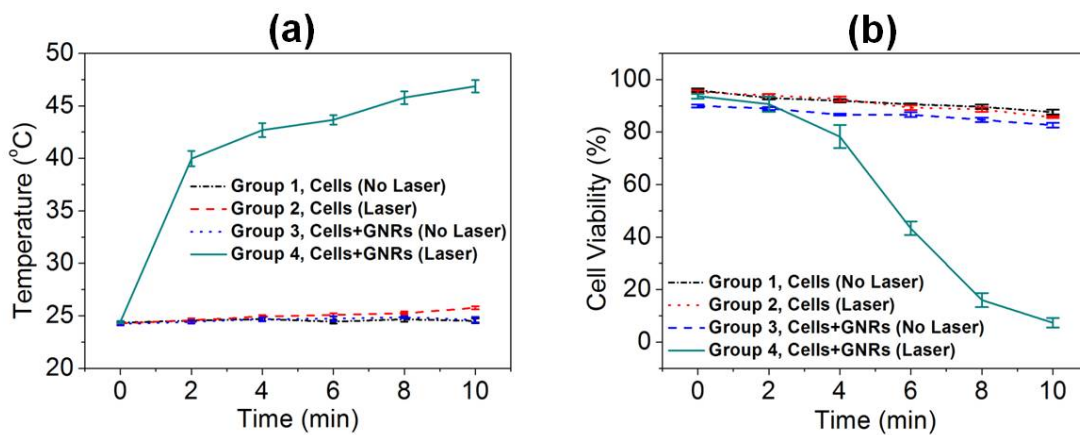 (a)
50
45
40
35
30
25
20
Temperature (°C)
Group 1, Cells (No Laser)
Group 2, Cells (Laser)
Group 3, Cells+GNRs (No Laser)
Group 4, Cells+GNRs (Laser)
0 2 4 6 8 10
Time (min)
(b)
100
80
60
40
20
0
Cell Viability (%)
Group 1, Cells (No Laser)
Group 2, Cells (Laser)
Group 3, Cells+GNRs (No Laser)
Group 4, Cells+GNRs (Laser)
0 2 4 6 8 10
Time (min)